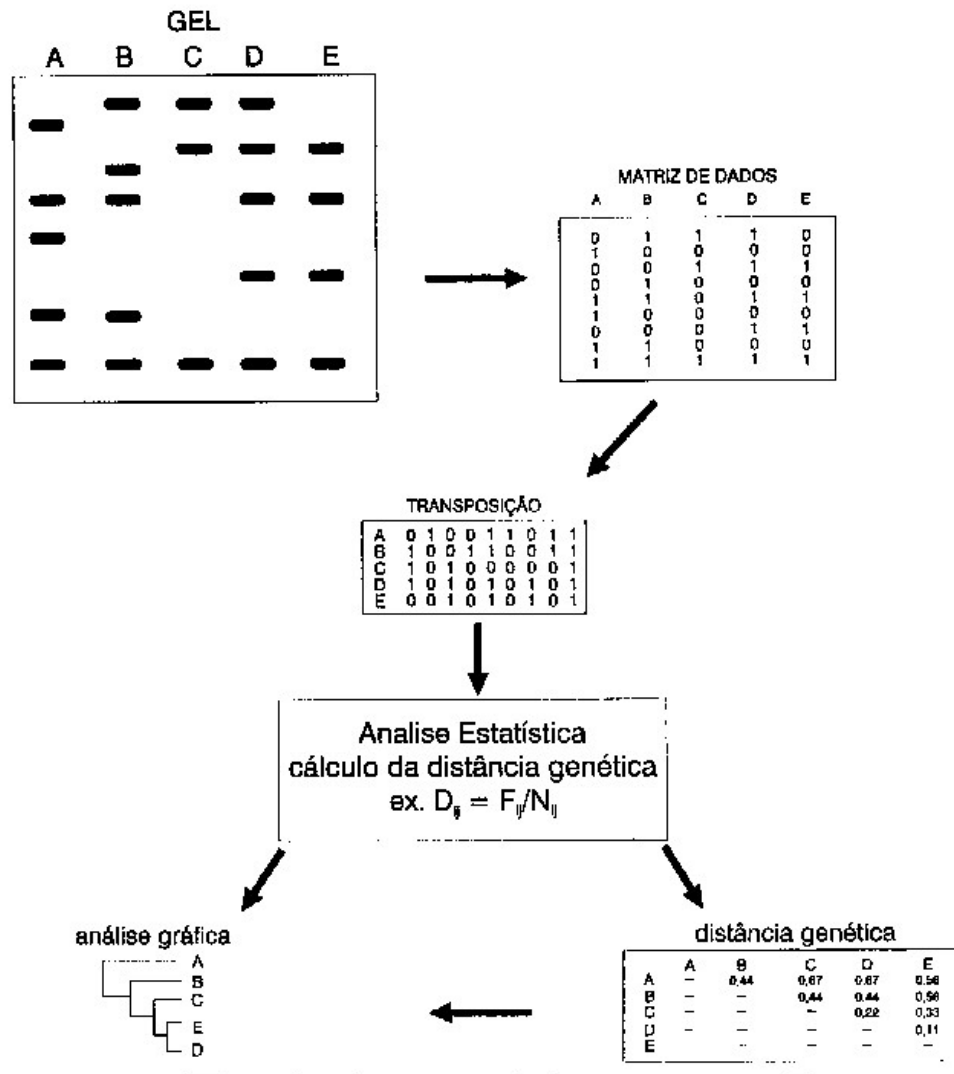 GEL
A B C D E
MATRIZ DE DADOS
A B C D E
0 1 1 1 0
1 0 0 0 0
0 0 1 1 1
0 1 0 0 0
1 1 0 1 1
1 0 0 0 0
0 0 0 1 1
1 1 0 0 0
1 1 1 1 1
TRANSPOSIÇÃO
A 0 1 0 0 1 1 0 1 1
B 1 0 0 1 1 0 0 1 1
C 1 0 1 0 0 0 0 0 1
D 1 0 1 0 1 0 1 0 1
E 0 0 1 0 1 0 1 0 1
Analise Estatística
cálculo da distância genética
ex. Dij = Fij/Nij
análise gráfica
A
B
C
E
D
distância genética
A B C D E
A – 0,44 0,67 0,67 0,56
B – – 0,44 0,44 0,56
C – – – 0,22 0,33
D – – – – 0,11
E – – – –